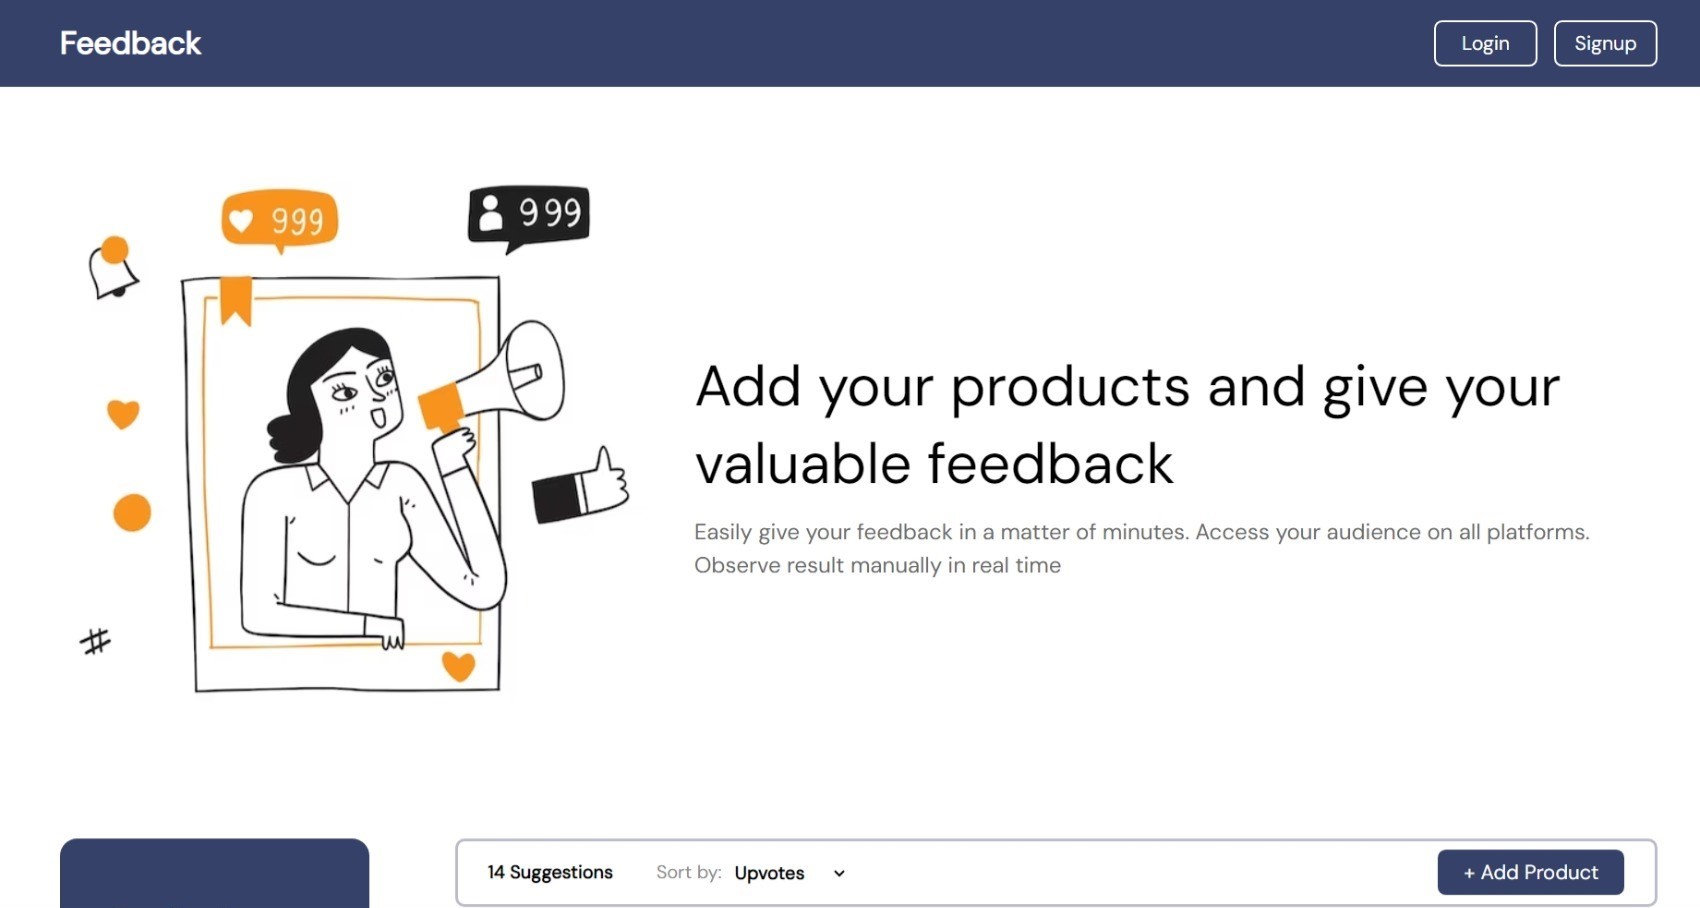 Feedback
Login
Signup
999
999
#
Add your products and give your
valuable feedback
Easily give your feedback in a matter of minutes. Access your audience on all platforms.
Observe result manually in real time
14 Suggestions
Sort by: Upvotes
+ Add Product